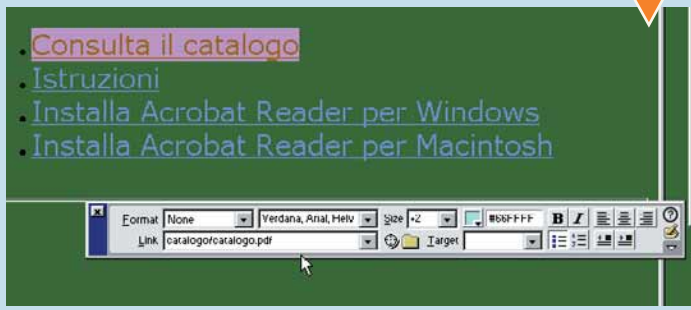 Consulta il catalogo
Istruzioni
Installa Acrobat Reader per Windows
Installa Acrobat Reader per Macintosh
Format None Verdana, Arial, Helv Size +2 #66FFFF B I
Link catalogo/catalogo.pdf Target